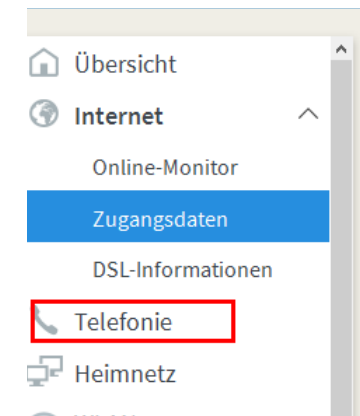 Übersicht
Internet
Online-Monitor
Zugangsdaten
DSL-Informationen
Telefonie
Heimnetz